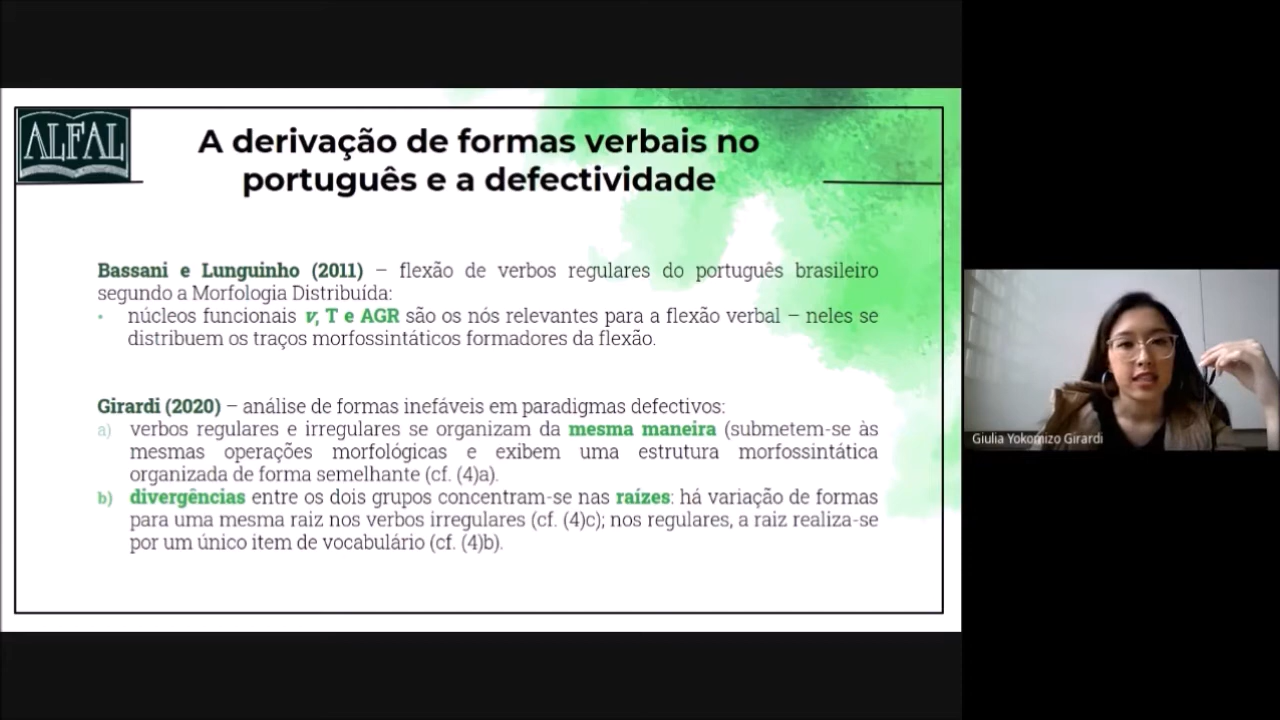 ALFAL
A derivação de formas verbais no
português e a defectividade
Bassani e Lunguinho (2011) – flexão de verbos regulares do português brasileiro
segundo a Morfologia Distribuída:
• núcleos funcionais v, T e AGR são os nós relevantes para a flexão verbal – neles se
distribuem os traços morfossintáticos formadores da flexão.
Girardi (2020) – análise de formas inefáveis em paradigmas defectivos:
a) verbos regulares e irregulares se organizam da mesma maneira (submetem-se às
mesmas operações morfológicas e exibem uma estrutura morfossintática
organizada de forma semelhante (cf. (4)a).
b) divergências entre os dois grupos concentram-se nas raízes: há variação de formas
para uma mesma raiz nos verbos irregulares (cf. (4)c); nos regulares, a raiz realiza-se
por um único item de vocabulário (cf. (4)b).
Giulia Yokomizo Girardi